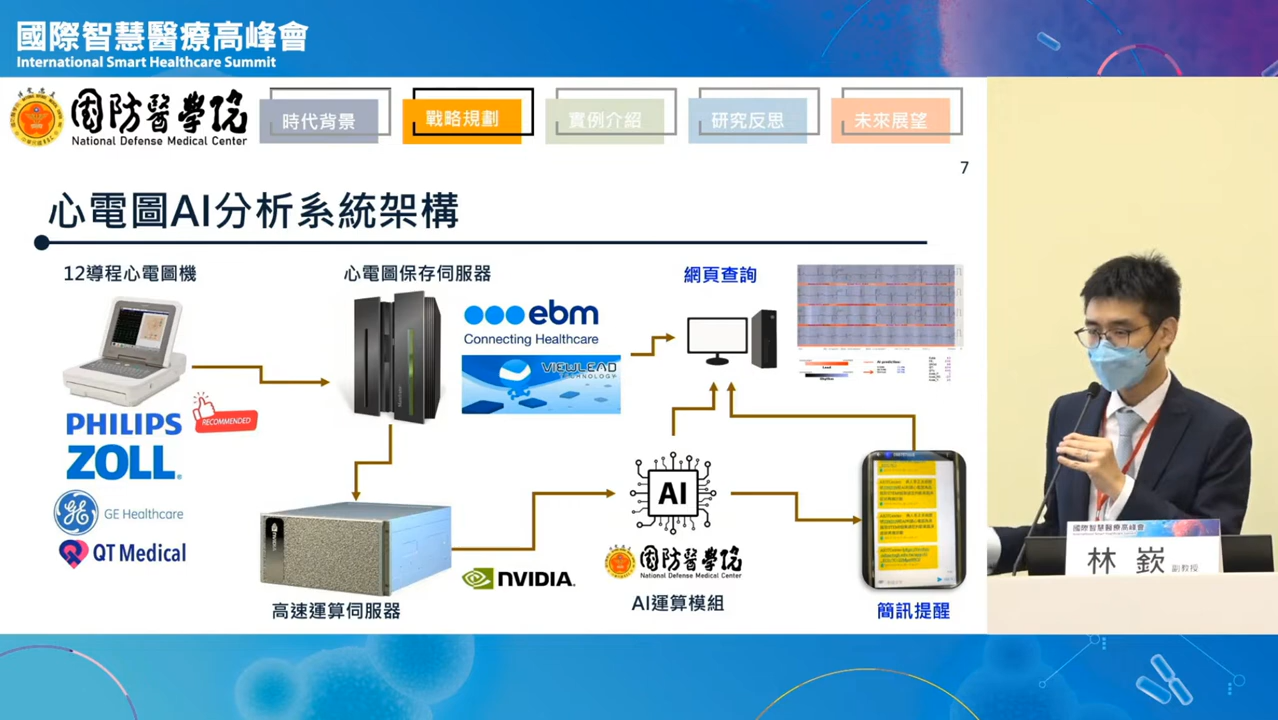 國際智慧醫療高峰會
International Smart Healthcare Summit
國防醫學院
National Defense Medical Center
時代背景
戰略規劃
實例介紹
研究反思
未來展望
7
心電圖AI分析系統架構
12導程心電圖機
心電圖保存伺服器
網頁查詢
ebm
Connecting Healthcare
VIEWLEAD
TECHNOLOGY
RECOMMENDED
PHILIPS
ZOLL
GE Healthcare
QT Medical
AI
NVIDIA
國防醫學院
National Defense Medical Center
高速運算伺服器
AI運算模組
簡訊提醒
國際智慧醫療高峰會
林 嶔 副教授